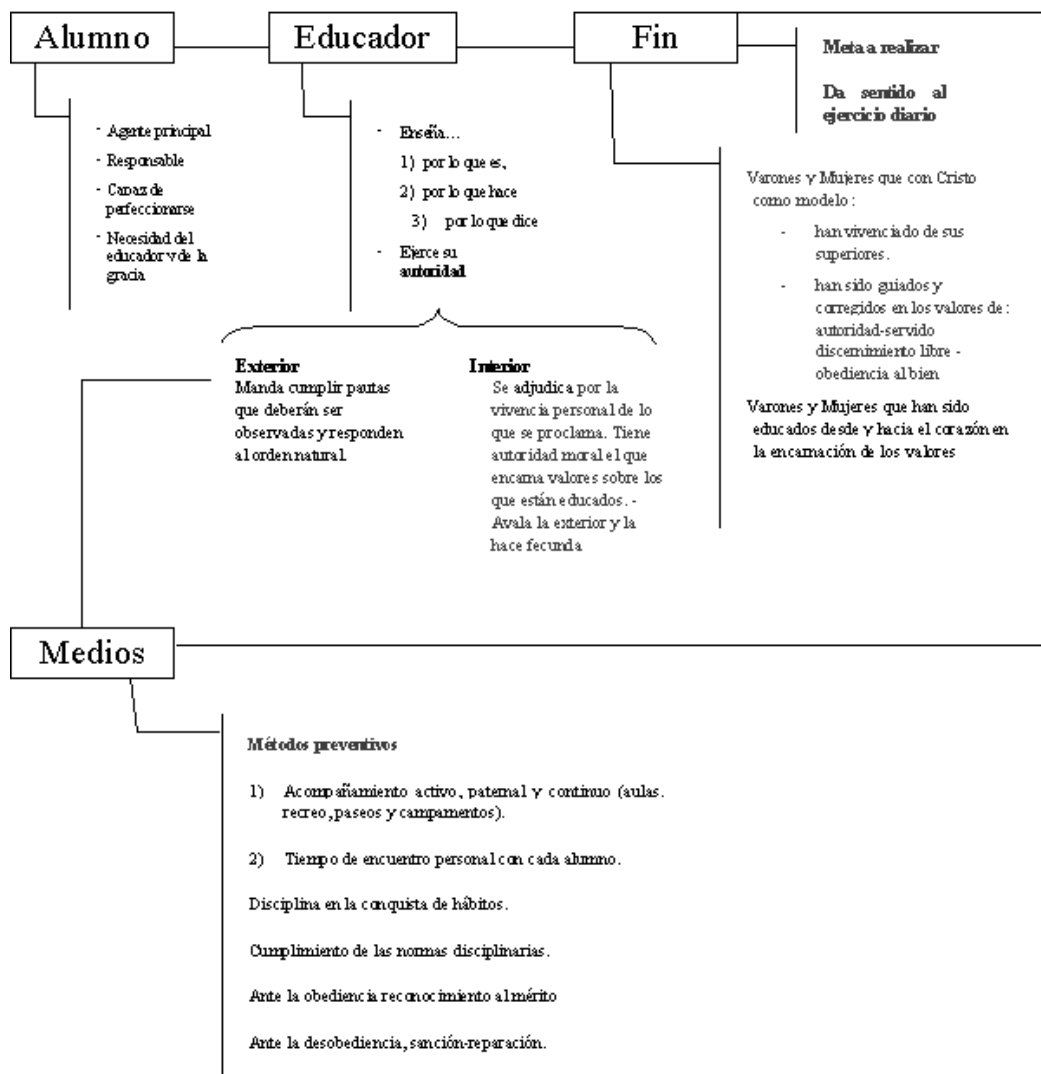 Alumno
Educador
Fin
Meta a realizar
Da sentido al
ejercicio diario
- Agente principal
- Responsable
- Capaz de
perfeccionarse
- Necesidad del
educador y de la
gracia
- Enseña...
1) por lo que es,
2) por lo que hace
3) por lo que dice
- Ejerce su
autoridad
Varones y Mujeres que con Cristo
como modelo :
- han vivenciado de sus
superiores.
- han sido guiados y
corregidos en los valores de :
autoridad-servido
discernimiento libre -
obediencia al bien
Varones y Mujeres que han sido
educados desde y hacia el corazón en
la encarnación de los valores
Exterior
Manda cumplir pautas
que deberán ser
observadas y responden
al orden natural.
Interior
Se adjudica por la
vivencia personal de lo
que se proclama. Tiene
autoridad moral el que
encarna valores sobre los
que están educados. -
Avala la exterior y la
hace fecunda
Medios
Métodos preventivos
1) Acompañamiento activo, paternal y continuo (aulas.
recreo, paseos y campamentos).
2) Tiempo de encuentro personal con cada alumno.
Disciplina en la conquista de hábitos.
Cumplimiento de las normas disciplinarias.
Ante la obediencia reconocimiento al mérito
Ante la desobediencia, sanción-reparación.